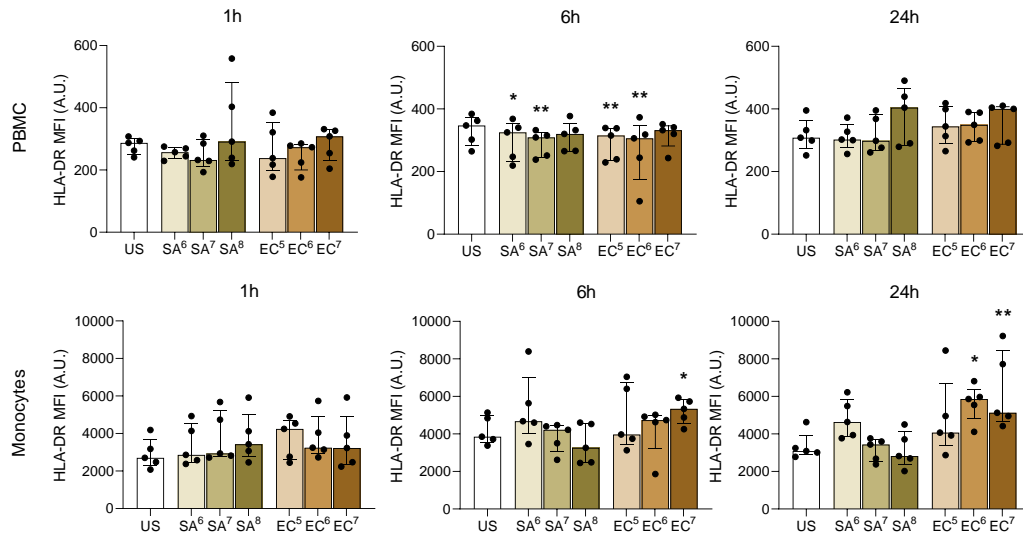 1h
6h
24h
PBMC
HLA-DR MFI (A.U.)
600
400
200
0
US SA⁶ SA⁷ SA⁸ EC⁵ EC⁶ EC⁷
HLA-DR MFI (A.U.)
600
400
200
0
* ** ** **
US SA⁶ SA⁷ SA⁸ EC⁵ EC⁶ EC⁷
HLA-DR MFI (A.U.)
600
400
200
0
US SA⁶ SA⁷ SA⁸ EC⁵ EC⁶ EC⁷
1h
6h
24h
Monocytes
HLA-DR MFI (A.U.)
10000
8000
6000
4000
2000
0
US SA⁶ SA⁷ SA⁸ EC⁵ EC⁶ EC⁷
HLA-DR MFI (A.U.)
10000
8000
6000
4000
2000
0
*
US SA⁶ SA⁷ SA⁸ EC⁵ EC⁶ EC⁷
HLA-DR MFI (A.U.)
10000
8000
6000
4000
2000
0
* **
US SA⁶ SA⁷ SA⁸ EC⁵ EC⁶ EC⁷